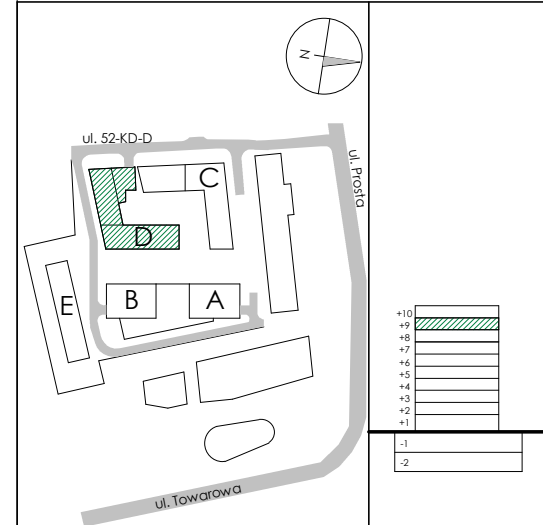 N
ul. 52-KD-D
ul. Prosta
C
D
B
A
E
ul. Towarowa
+10
+9
+8
+7
+6
+5
+4
+3
+2
+1
-1
-2